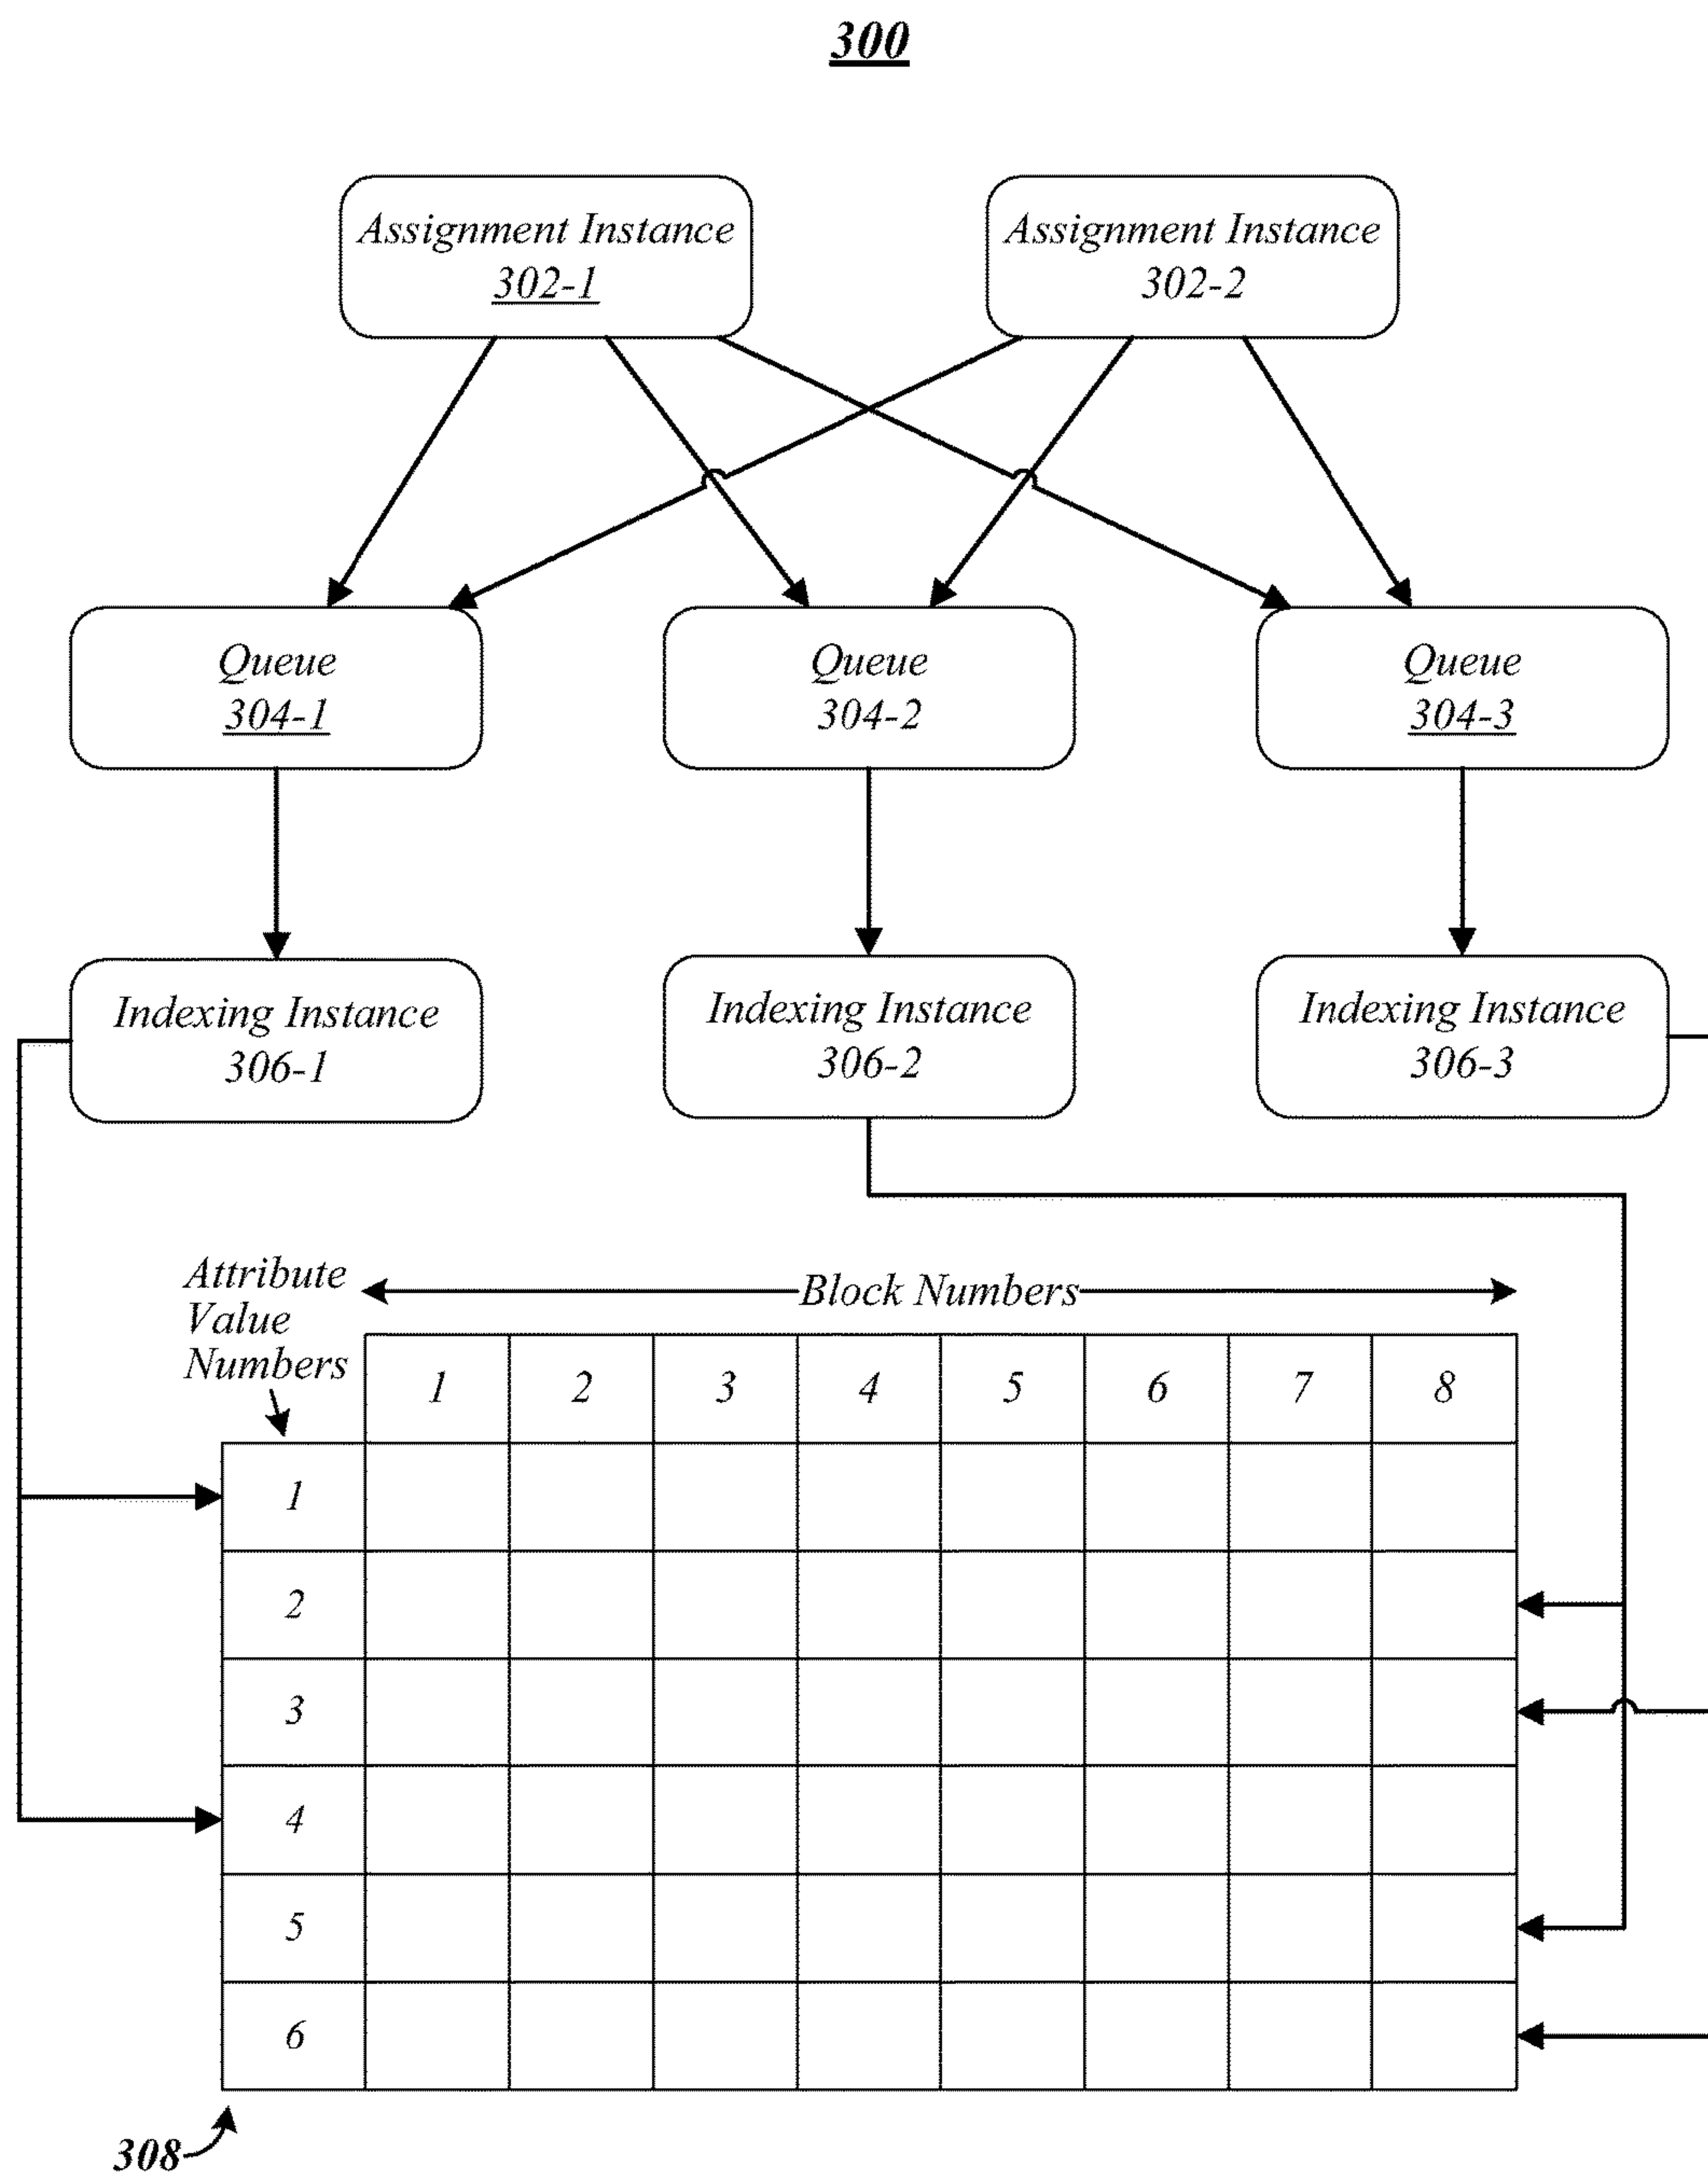 300
Assignment Instance
302-1
Assignment Instance
302-2
Queue
304-1
Queue
304-2
Queue
304-3
Indexing Instance
306-1
Indexing Instance
306-2
Indexing Instance
306-3
Attribute
Value
Numbers
Block Numbers
1 2 3 4 5 6 7 8
1
2
3
4
5
6
308